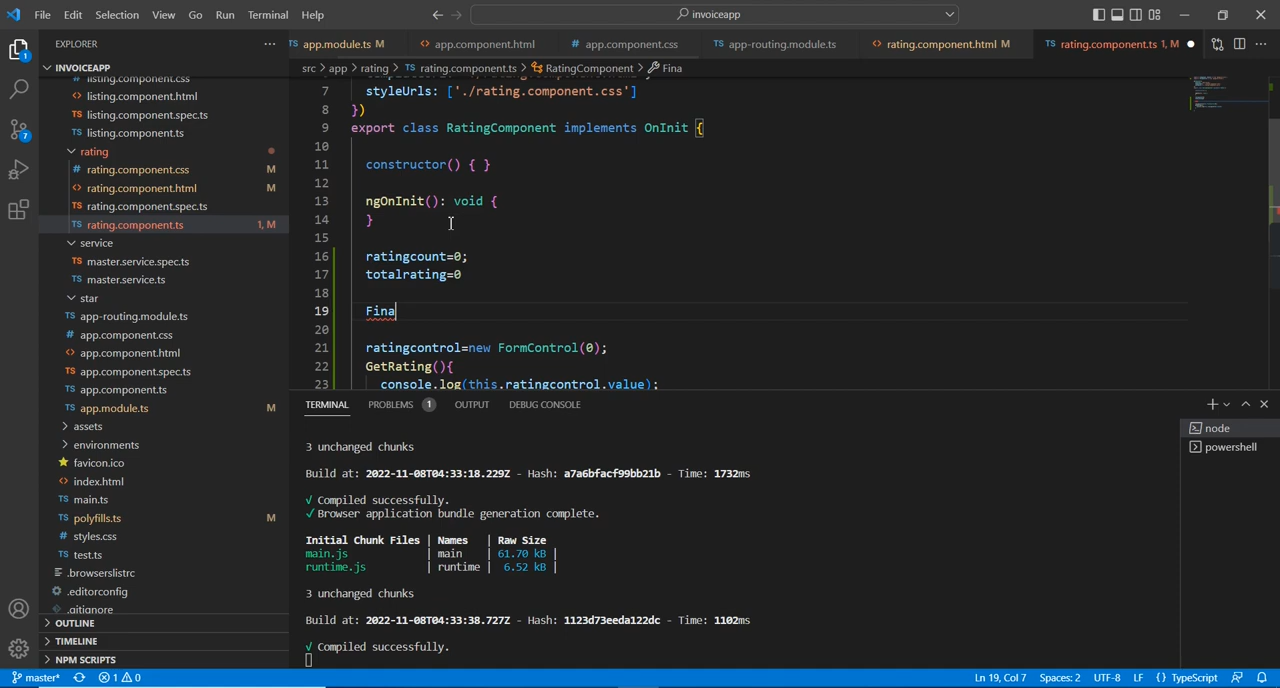 File Edit Selection View Go Run Terminal Help
invoiceapp
EXPLORER
app.module.ts M
app.component.html
app.component.css
app-routing.module.ts
rating.component.html M
rating.component.ts 1, M
INVOICEAPP
src > app > rating > TS rating.component.ts > RatingComponent > Fina
listing.component.css
listing.component.html
listing.component.spec.ts
listing.component.ts
rating
rating.component.css M
rating.component.html M
rating.component.spec.ts
rating.component.ts 1, M
service
master.service.spec.ts
master.service.ts
star
app-routing.module.ts
app.component.css
app.component.html
app.component.spec.ts
app.component.ts
app.module.ts M
assets
environments
favicon.ico
index.html
main.ts
polyfills.ts M
styles.css
test.ts
.browserslistrc
.editorconfig
.gitignore
OUTLINE
TIMELINE
NPM SCRIPTS
7 styleUrls: ['./rating.component.css']
8 })
9 export class RatingComponent implements OnInit {
10
11 constructor() { }
12
13 ngOnInit(): void {
14 }
15
16 ratingcount=0;
17 totalrating=0
18
19 Fina
20
21 ratingcontrol=new FormControl(0);
22 GetRating(){
23 console.log(this.ratingcontrol.value);
TERMINAL PROBLEMS 1 OUTPUT DEBUG CONSOLE
node
powershell
3 unchanged chunks
Build at: 2022-11-08T04:33:18.229Z - Hash: a7a6bfacf99bb21b - Time: 1732ms
√ Compiled successfully.
√ Browser application bundle generation complete.
Initial Chunk Files | Names | Raw Size
main.js | main | 61.70 kB |
runtime.js | runtime | 6.52 kB |
3 unchanged chunks
Build at: 2022-11-08T04:33:38.727Z - Hash: 1123d73eeda122dc - Time: 1102ms
√ Compiled successfully.
master* 1 0 Ln 19, Col 7 Spaces: 2 UTF-8 LF {} TypeScript